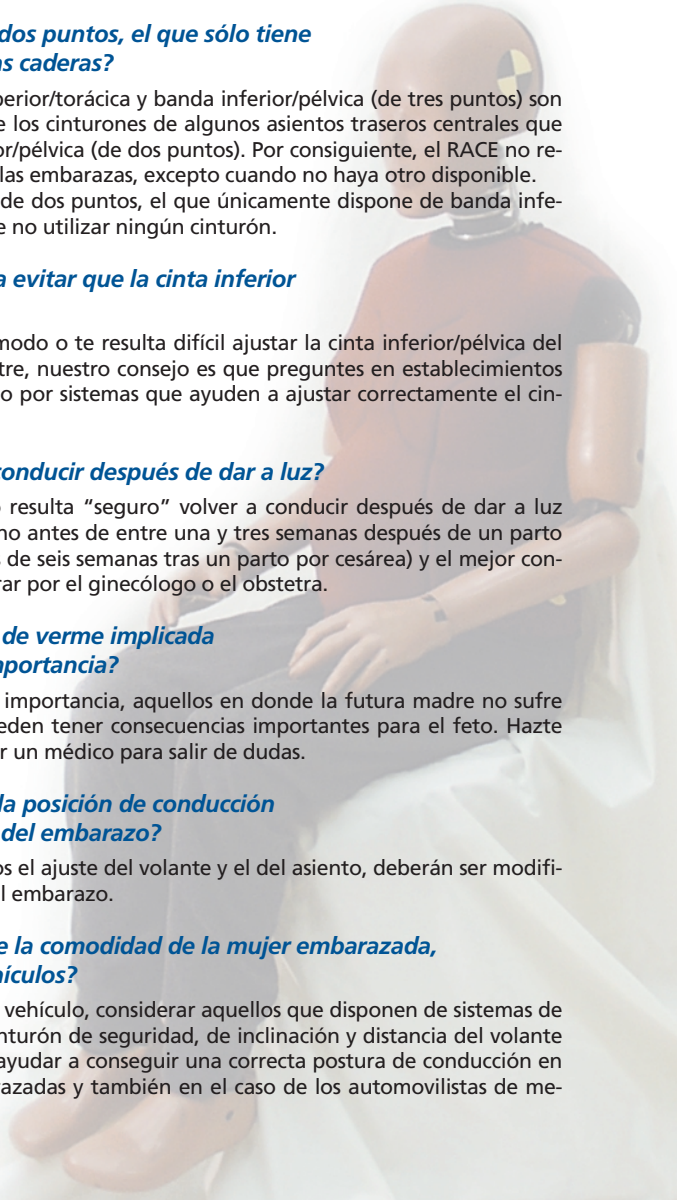 dos puntos, el que sólo tiene
as caderas?
perior/torácica y banda inferior/pélvica (de tres puntos) son
e los cinturones de algunos asientos traseros centrales que
or/pélvica (de dos puntos). Por consiguiente, el RACE no re-
las embarazas, excepto cuando no haya otro disponible.
de dos puntos, el que únicamente dispone de banda infe-
e no utilizar ningún cinturón.
a evitar que la cinta inferior
modo o te resulta difícil ajustar la cinta inferior/pélvica del
tre, nuestro consejo es que preguntes en establecimientos
o por sistemas que ayuden a ajustar correctamente el cin-
conducir después de dar a luz?
o resulta “seguro” volver a conducir después de dar a luz
no antes de entre una y tres semanas después de un parto
s de seis semanas tras un parto por cesárea) y el mejor con-
rar por el ginecólogo o el obstetra.
de verme implicada
mportancia?
importancia, aquellos en donde la futura madre no sufre
ueden tener consecuencias importantes para el feto. Hazte
r un médico para salir de dudas.
la posición de conducción
del embarazo?
os el ajuste del volante y el del asiento, deberán ser modifi-
l embarazo.
e la comodidad de la mujer embarazada,
hículos?
vehículo, considerar aquellos que disponen de sistemas de
inturón de seguridad, de inclinación y distancia del volante
ayudar a conseguir una correcta postura de conducción en
razadas y también en el caso de los automovilistas de me-